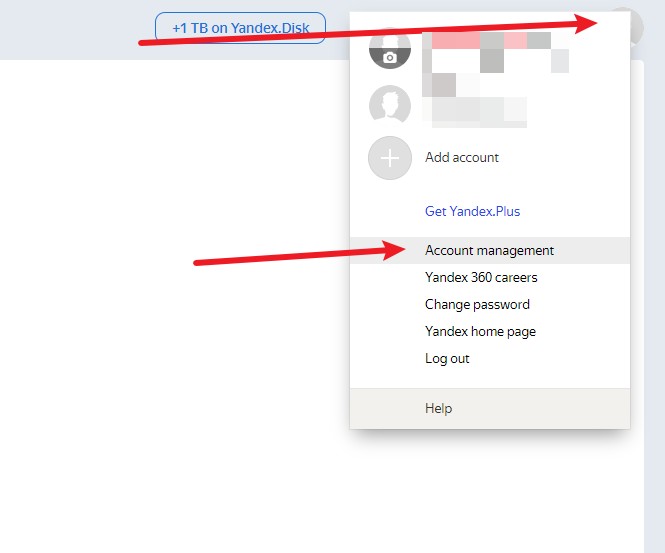 +1 TB on Yandex.Disk
Add account
Get Yandex.Plus
Account management
Yandex 360 careers
Change password
Yandex home page
Log out
Help